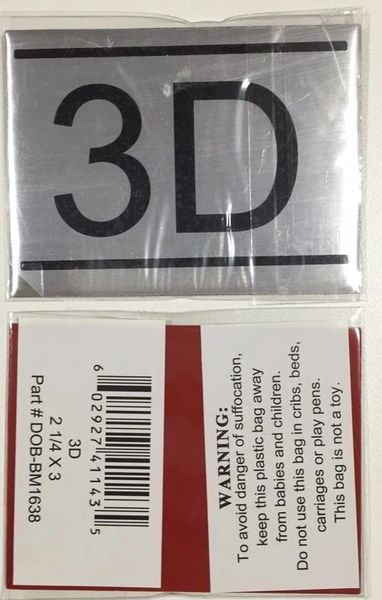 3D
6 02927 41143 5
3D
2 1/4 X 3
Part # DOB-BM1638
WARNING:
To avoid danger of suffocation,
keep this plastic bag away
from babies and children.
Do not use this bag in cribs, beds,
carriages or play pens.
This bag is not a toy.